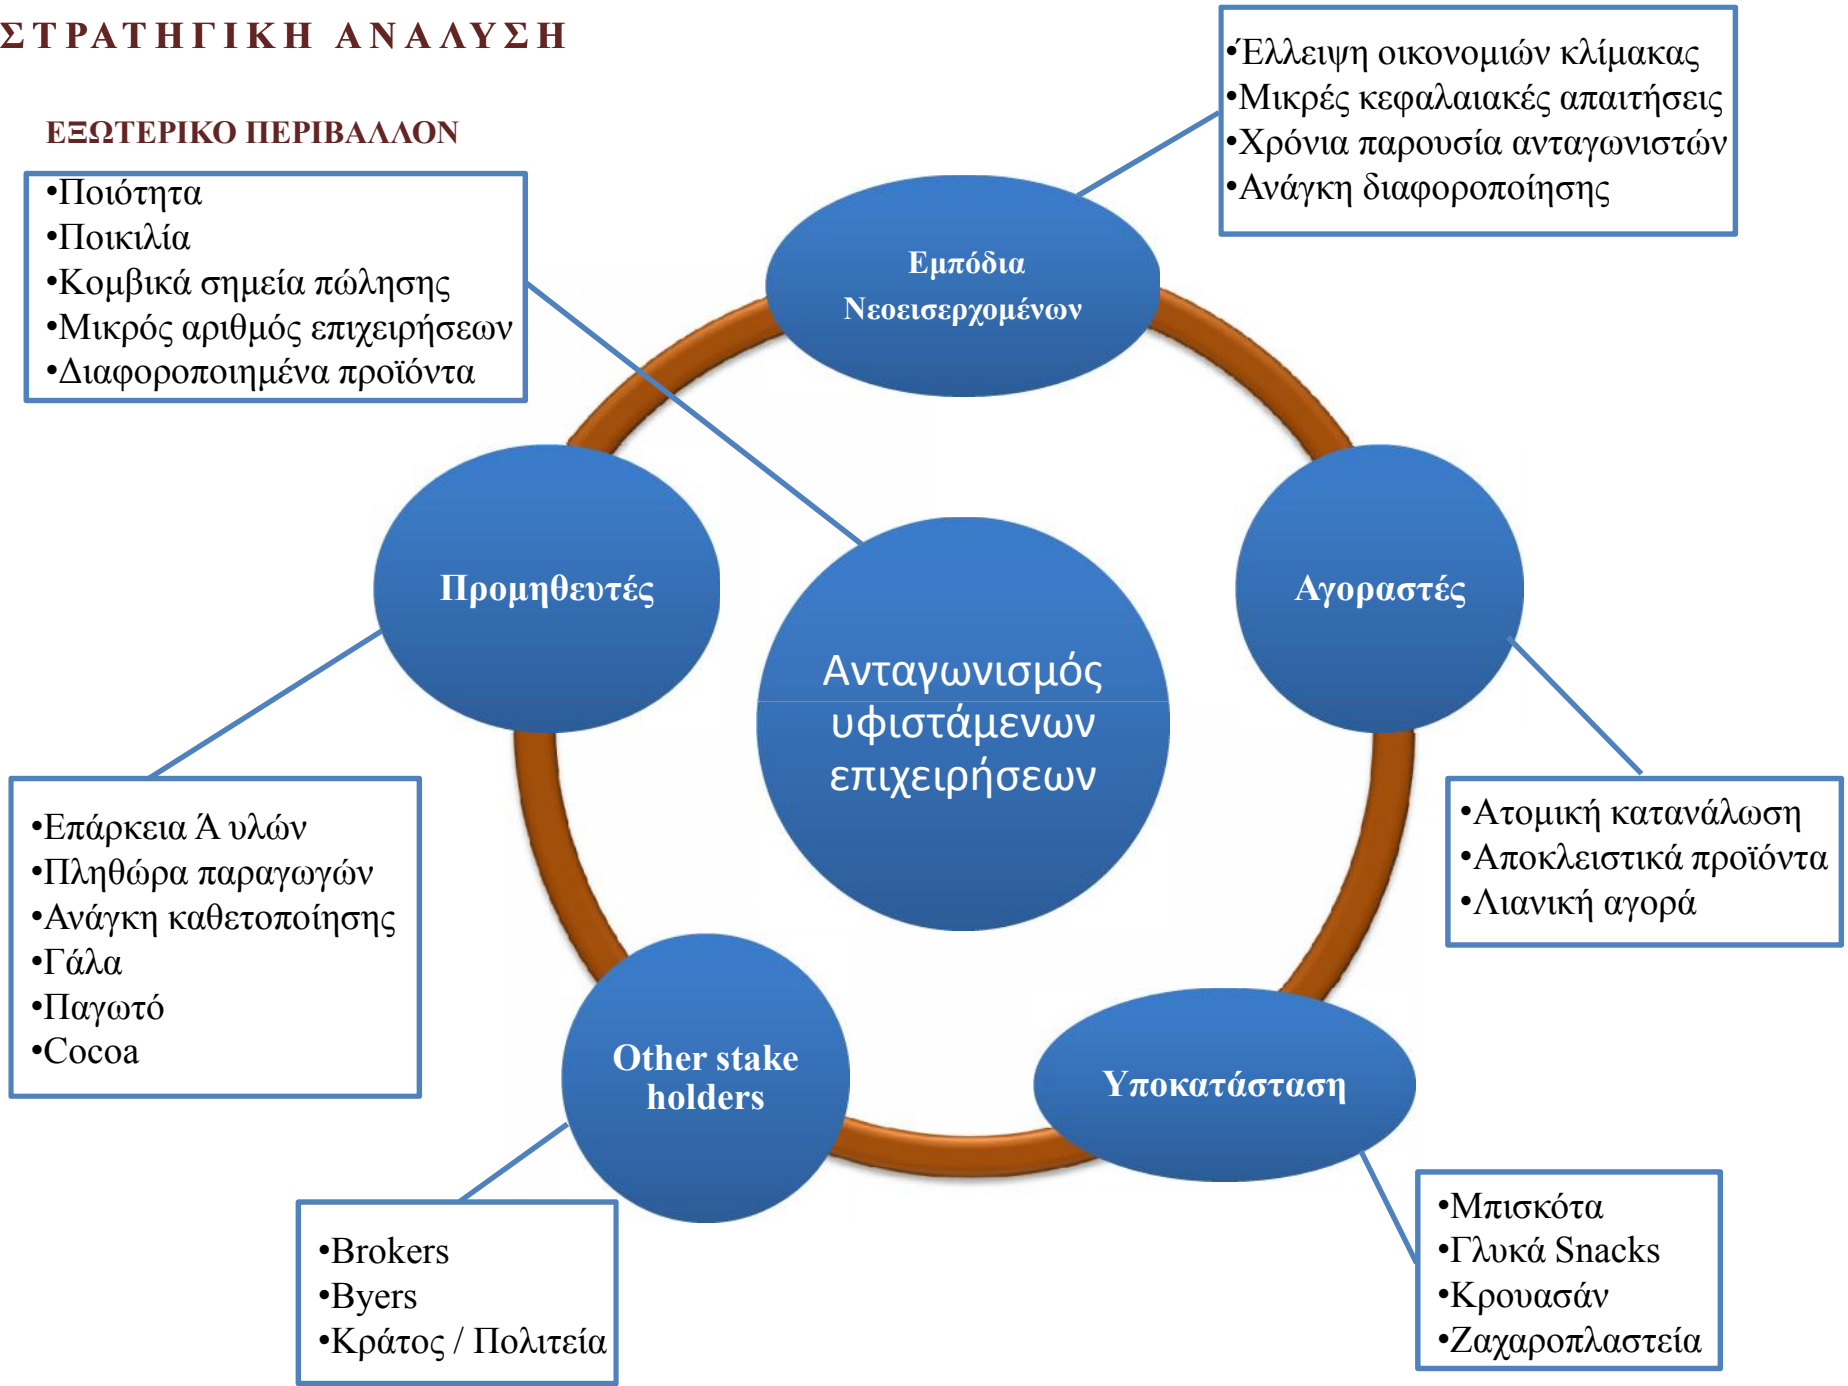 ΣΤΡΑΤΗΓΙΚΗ ΑΝΑΛΥΣΗ
ΕΞΩΤΕΡΙΚΟ ΠΕΡΙΒΑΛΛΟΝ
•Ποιότητα
•Ποικιλία
•Κομβικά σημεία πώλησης
•Μικρός αριθμός επιχειρήσεων
•Διαφοροποιημένα προϊόντα
•Έλλειψη οικονομιών κλίμακας
•Μικρές κεφαλαιακές απαιτήσεις
•Χρόνια παρουσία ανταγωνιστών
•Ανάγκη διαφοροποίησης
Εμπόδια
Νεοεισερχομένων
Προμηθευτές
Αγοραστές
Ανταγωνισμός
υφιστάμενων
επιχειρήσεων
•Επάρκεια Ά υλών
•Πληθώρα παραγωγών
•Ανάγκη καθετοποίησης
•Γάλα
•Παγωτό
•Cocoa
•Ατομική κατανάλωση
•Αποκλειστικά προϊόντα
•Λιανική αγορά
Other stake
holders
Υποκατάσταση
•Brokers
•Byers
•Κράτος / Πολιτεία
•Μπισκότα
•Γλυκά Snacks
•Κρουασάν
•Ζαχαροπλαστεία